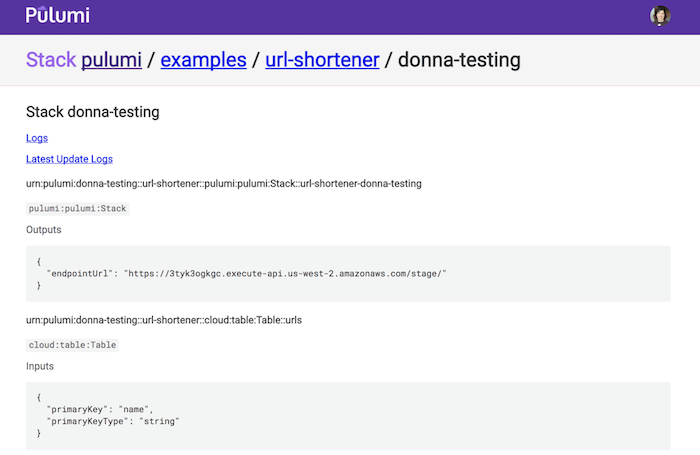 Pulumi
Stack pulumi / examples / url-shortener / donna-testing
Stack donna-testing
Logs
Latest Update Logs
urn:pulumi:donna-testing::url-shortener::pulumi:pulumi:Stack::url-shortener-donna-testing
pulumi:pulumi:Stack
Outputs
{
"endpointUrl": "https://3tyk3ogkgc.execute-api.us-west-2.amazonaws.com/stage/"
}
urn:pulumi:donna-testing::url-shortener::cloud:table:Table::urls
cloud:table:Table
Inputs
{
"primaryKey": "name",
"primaryKeyType": "string"
}